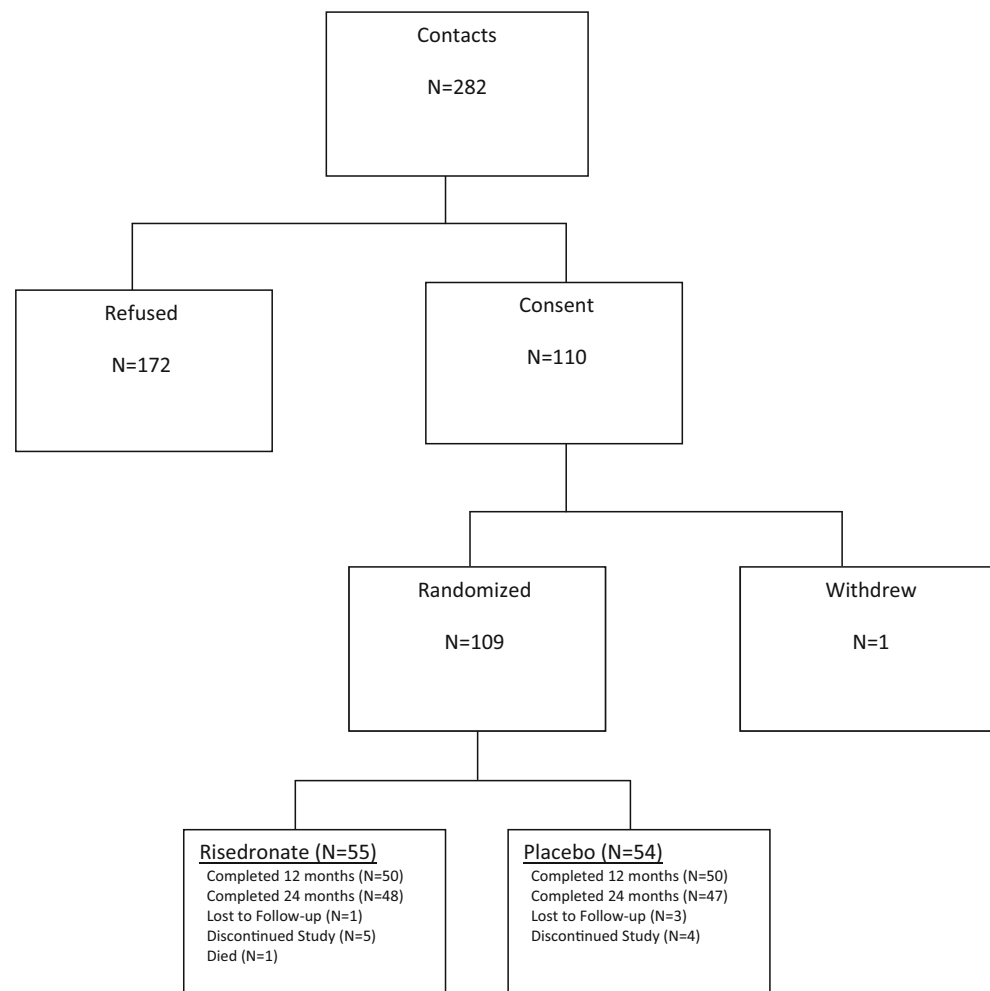 Contacts
N=282
Refused
N=172
Consent
N=110
Randomized
N=109
Withdrew
N=1
Risedronate (N=55)
Completed 12 months (N=50)
Completed 24 months (N=48)
Lost to Follow-up (N=1)
Discontinued Study (N=5)
Died (N=1)
Placebo (N=54)
Completed 12 months (N=50)
Completed 24 months (N=47)
Lost to Follow-up (N=3)
Discontinued Study (N=4)